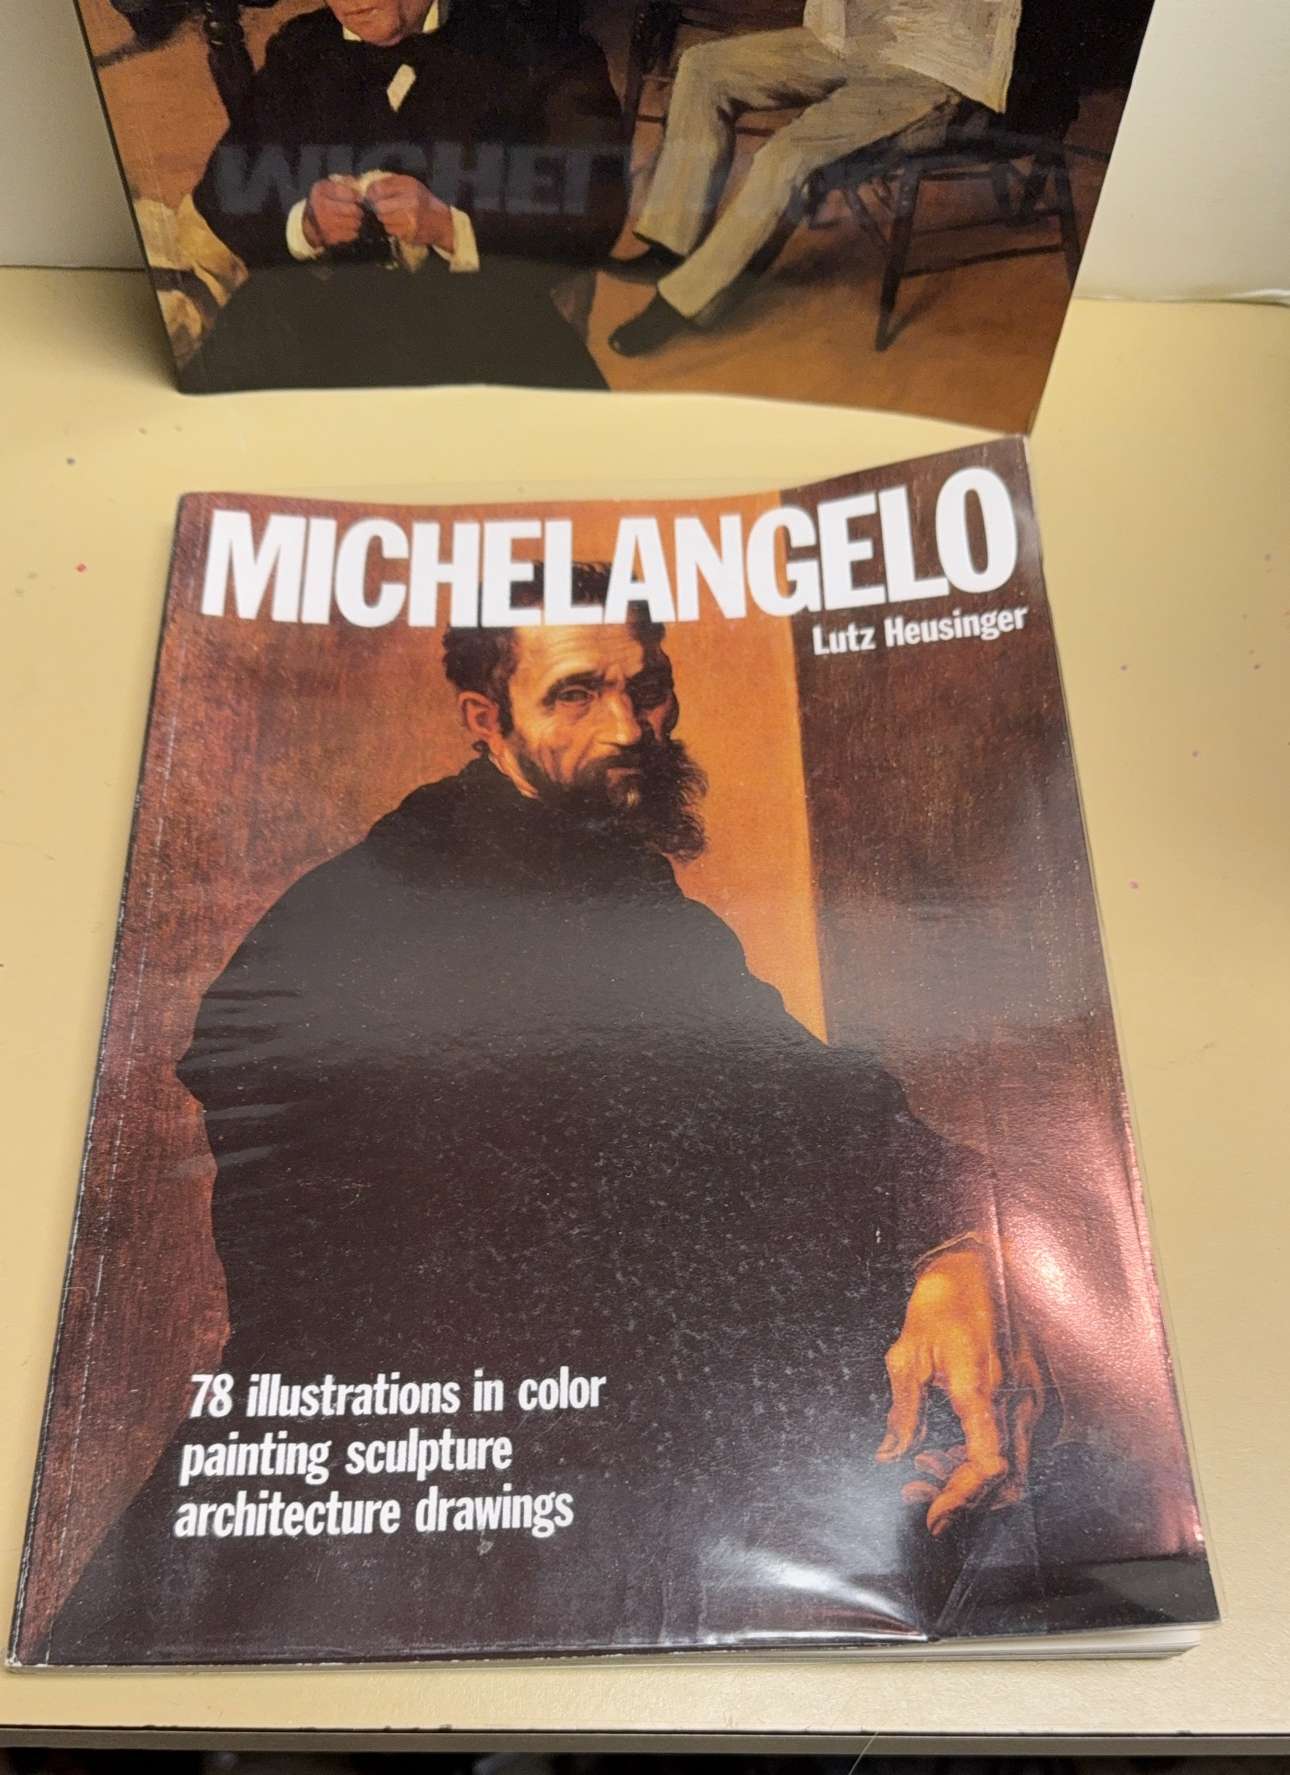 MICHELANGELO
Lutz Heusinger
78 illustrations in color
painting sculpture
architecture drawings